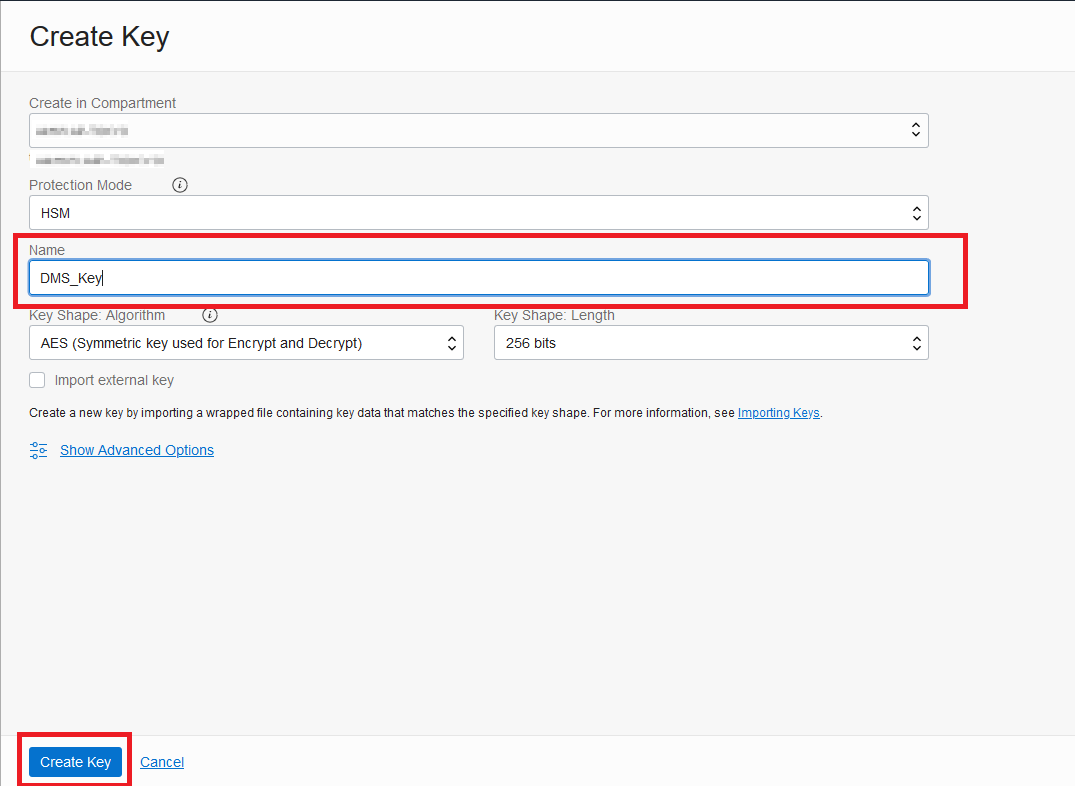 Create Key
Create in Compartment
Protection Mode
HSM
Name
DMS_Key
Key Shape: Algorithm Key Shape: Length
AES (Symmetric key used for Encrypt and Decrypt) 256 bits
Import external key
Create a new key by importing a wrapped file containing key data that matches the specified key shape. For more information, see Importing Keys.
Show Advanced Options
Create Key Cancel